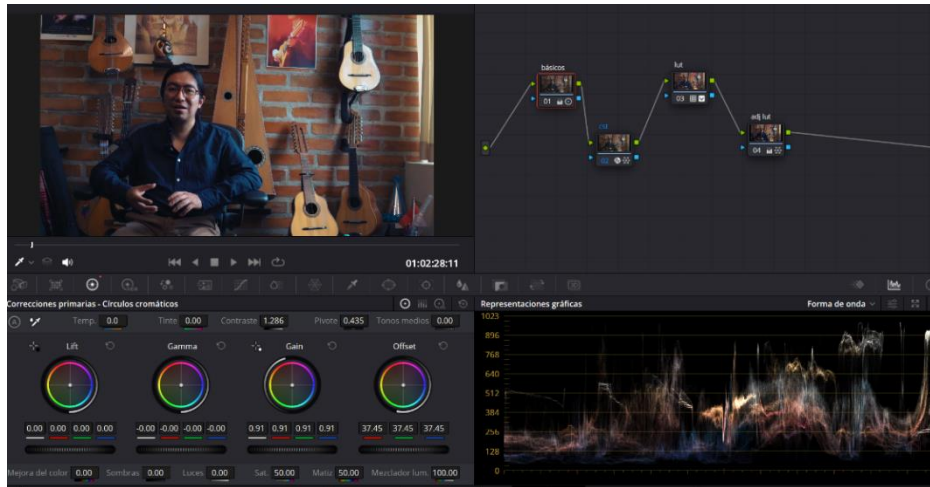 básicos
lut
01
03
cst
adj lut
02
04
01:02:28:11
Correcciones primarias - Círculos cromáticos
Representaciones gráficas
Forma de onda
Temp. 0.0 Tinte 0.00 Contraste 1.286 Pivote 0.435 Tonos medios 0.00
Lift Gamma Gain Offset
0.00 0.00 0.00 0.00 -0.00 -0.00 -0.00 -0.00 0.91 0.91 0.91 0.91 37.45 37.45 37.45
Mejora del color 0.00 Sombras 0.00 Luces 0.00 Sat. 50.00 Matiz 50.00 Mezclador lum. 100.00
1023
896
768
640
512
384
256
128
0